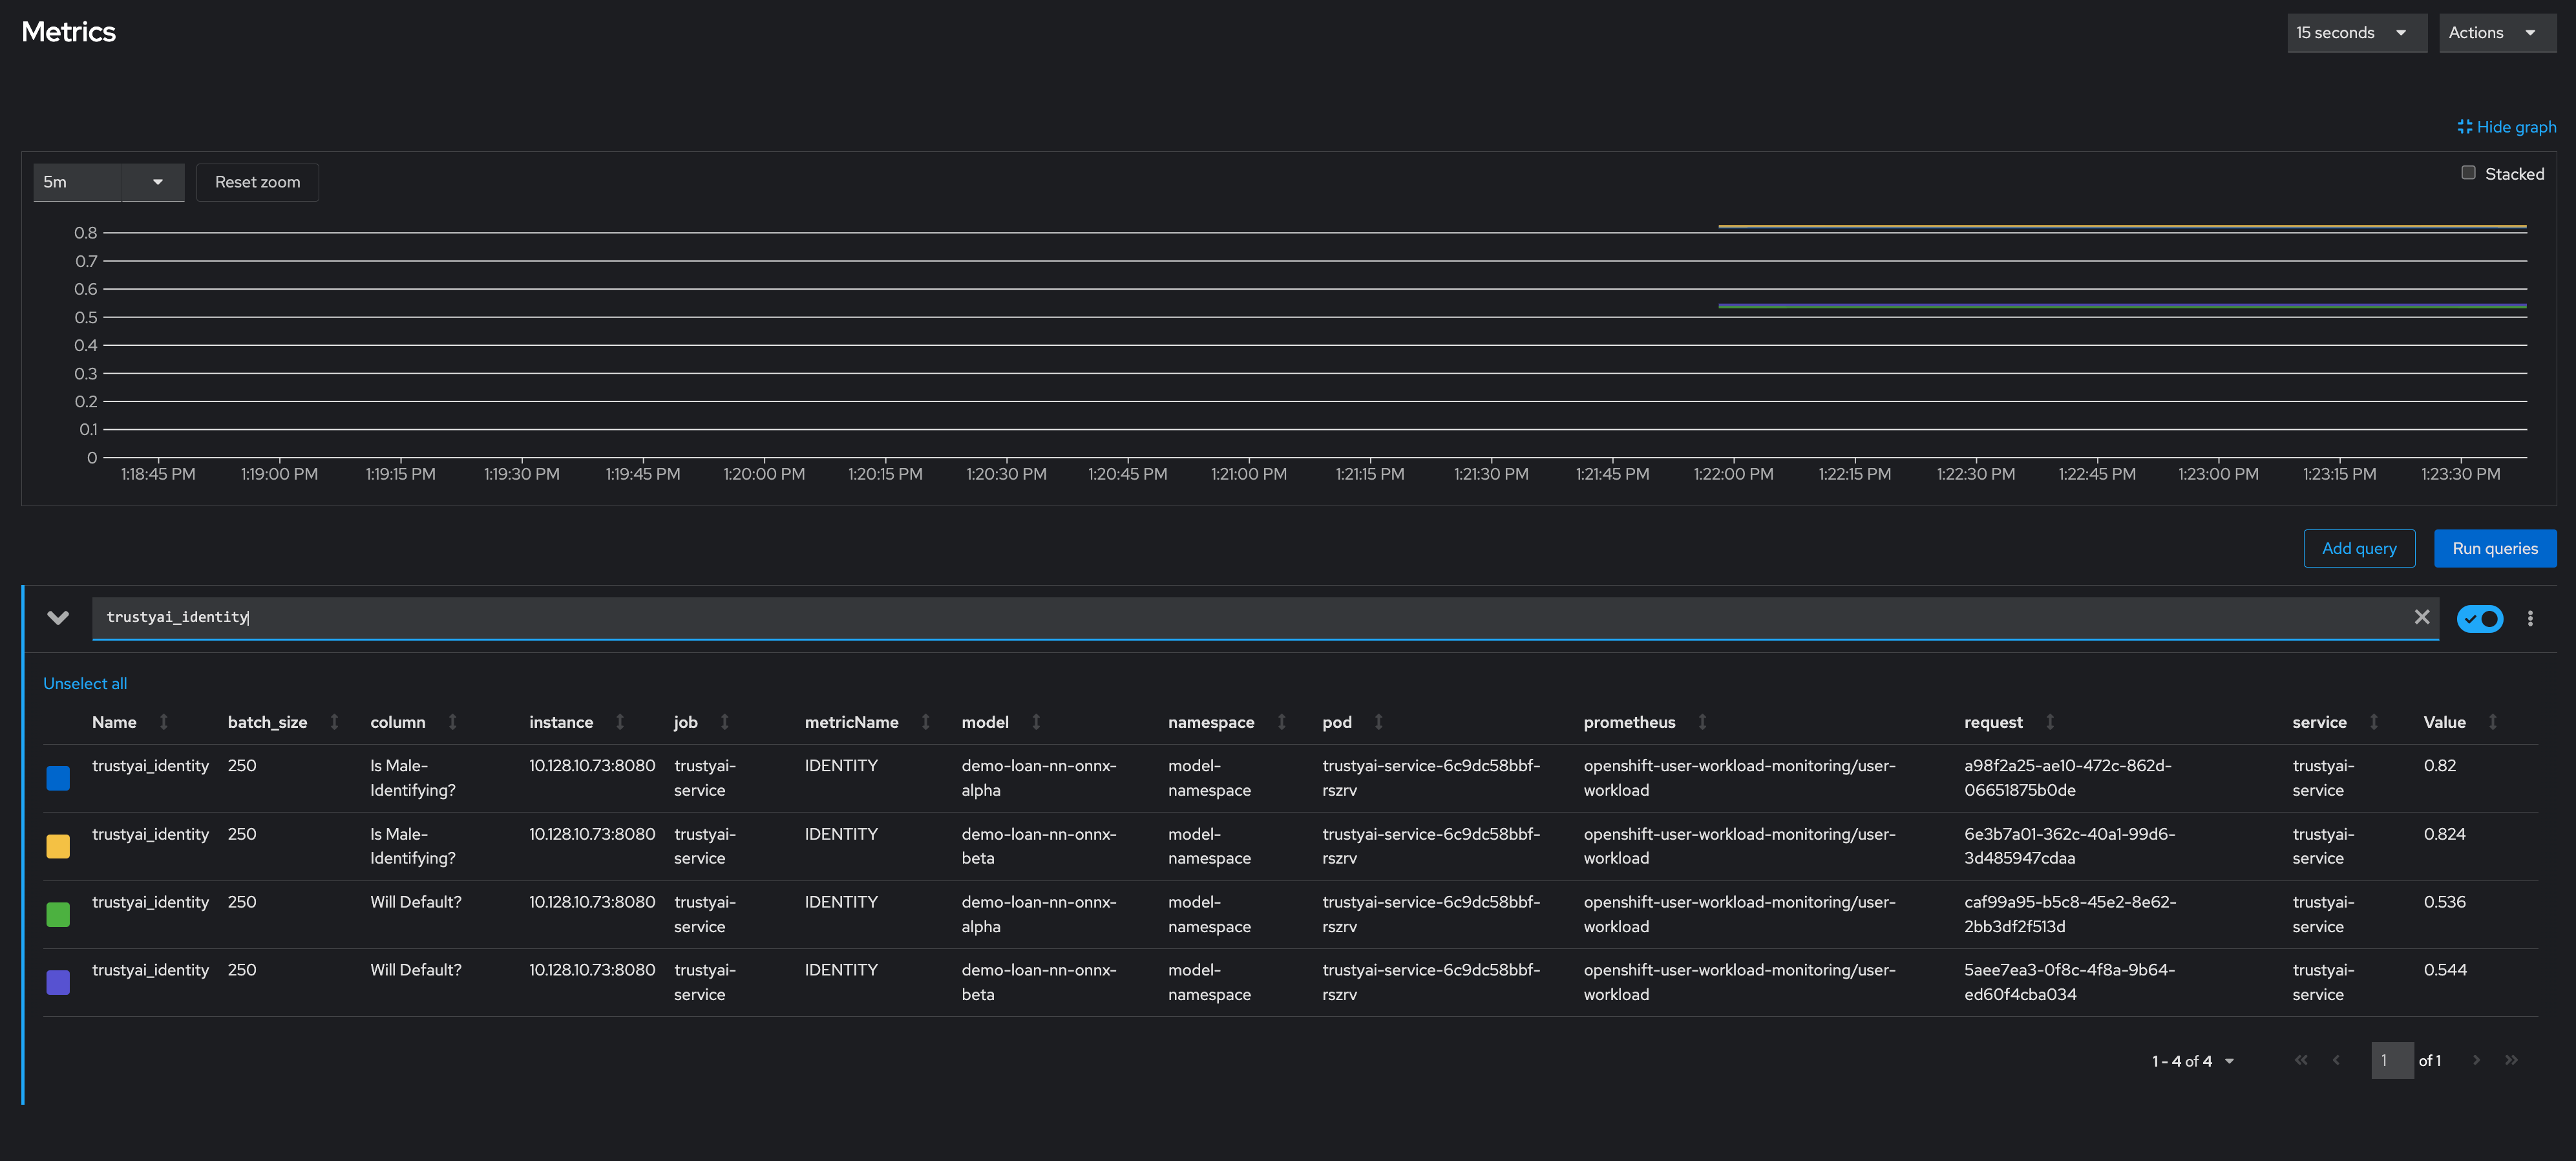 Metrics
15 seconds
Actions
Hide graph
5m
Reset zoom
Stacked
0.8
0.7
0.6
0.5
0.4
0.3
0.2
0.1
0
1:18:45 PM 1:19:00 PM 1:19:15 PM 1:19:30 PM 1:19:45 PM 1:20:00 PM 1:20:15 PM 1:20:30 PM 1:20:45 PM 1:21:00 PM 1:21:15 PM 1:21:30 PM 1:21:45 PM 1:22:00 PM 1:22:15 PM 1:22:30 PM 1:22:45 PM 1:23:00 PM 1:23:15 PM 1:23:30 PM
Add query
Run queries
trustyai_identity
Unselect all
Name batch_size column instance job metricName model namespace pod prometheus request service Value
trustyai_identity 250 Is Male- 10.128.10.73:8080 trustyai- IDENTITY demo-loan-nn-onnx- model- trustyai-service-6c9dc58bbf- openshift-user-workload-monitoring/user- a98f2a25-ae10-472c-862d- trustyai- 0.82
Identifying? service alpha namespace rszrv workload 06651875b0de service
trustyai_identity 250 Is Male- 10.128.10.73:8080 trustyai- IDENTITY demo-loan-nn-onnx- model- trustyai-service-6c9dc58bbf- openshift-user-workload-monitoring/user- 6e3b7a01-362c-40a1-99d6- trustyai- 0.824
Identifying? service beta namespace rszrv workload 3d485947cdaa service
trustyai_identity 250 Will Default? 10.128.10.73:8080 trustyai- IDENTITY demo-loan-nn-onnx- model- trustyai-service-6c9dc58bbf- openshift-user-workload-monitoring/user- caf99a95-b5c8-45e2-8e62- trustyai- 0.536
service alpha namespace rszrv workload 2bb3df2f513d service
trustyai_identity 250 Will Default? 10.128.10.73:8080 trustyai- IDENTITY demo-loan-nn-onnx- model- trustyai-service-6c9dc58bbf- openshift-user-workload-monitoring/user- 5aee7ea3-0f8c-4f8a-9b64- trustyai- 0.544
service beta namespace rszrv workload ed60f4cba034 service
1 - 4 of 4
1 of 1